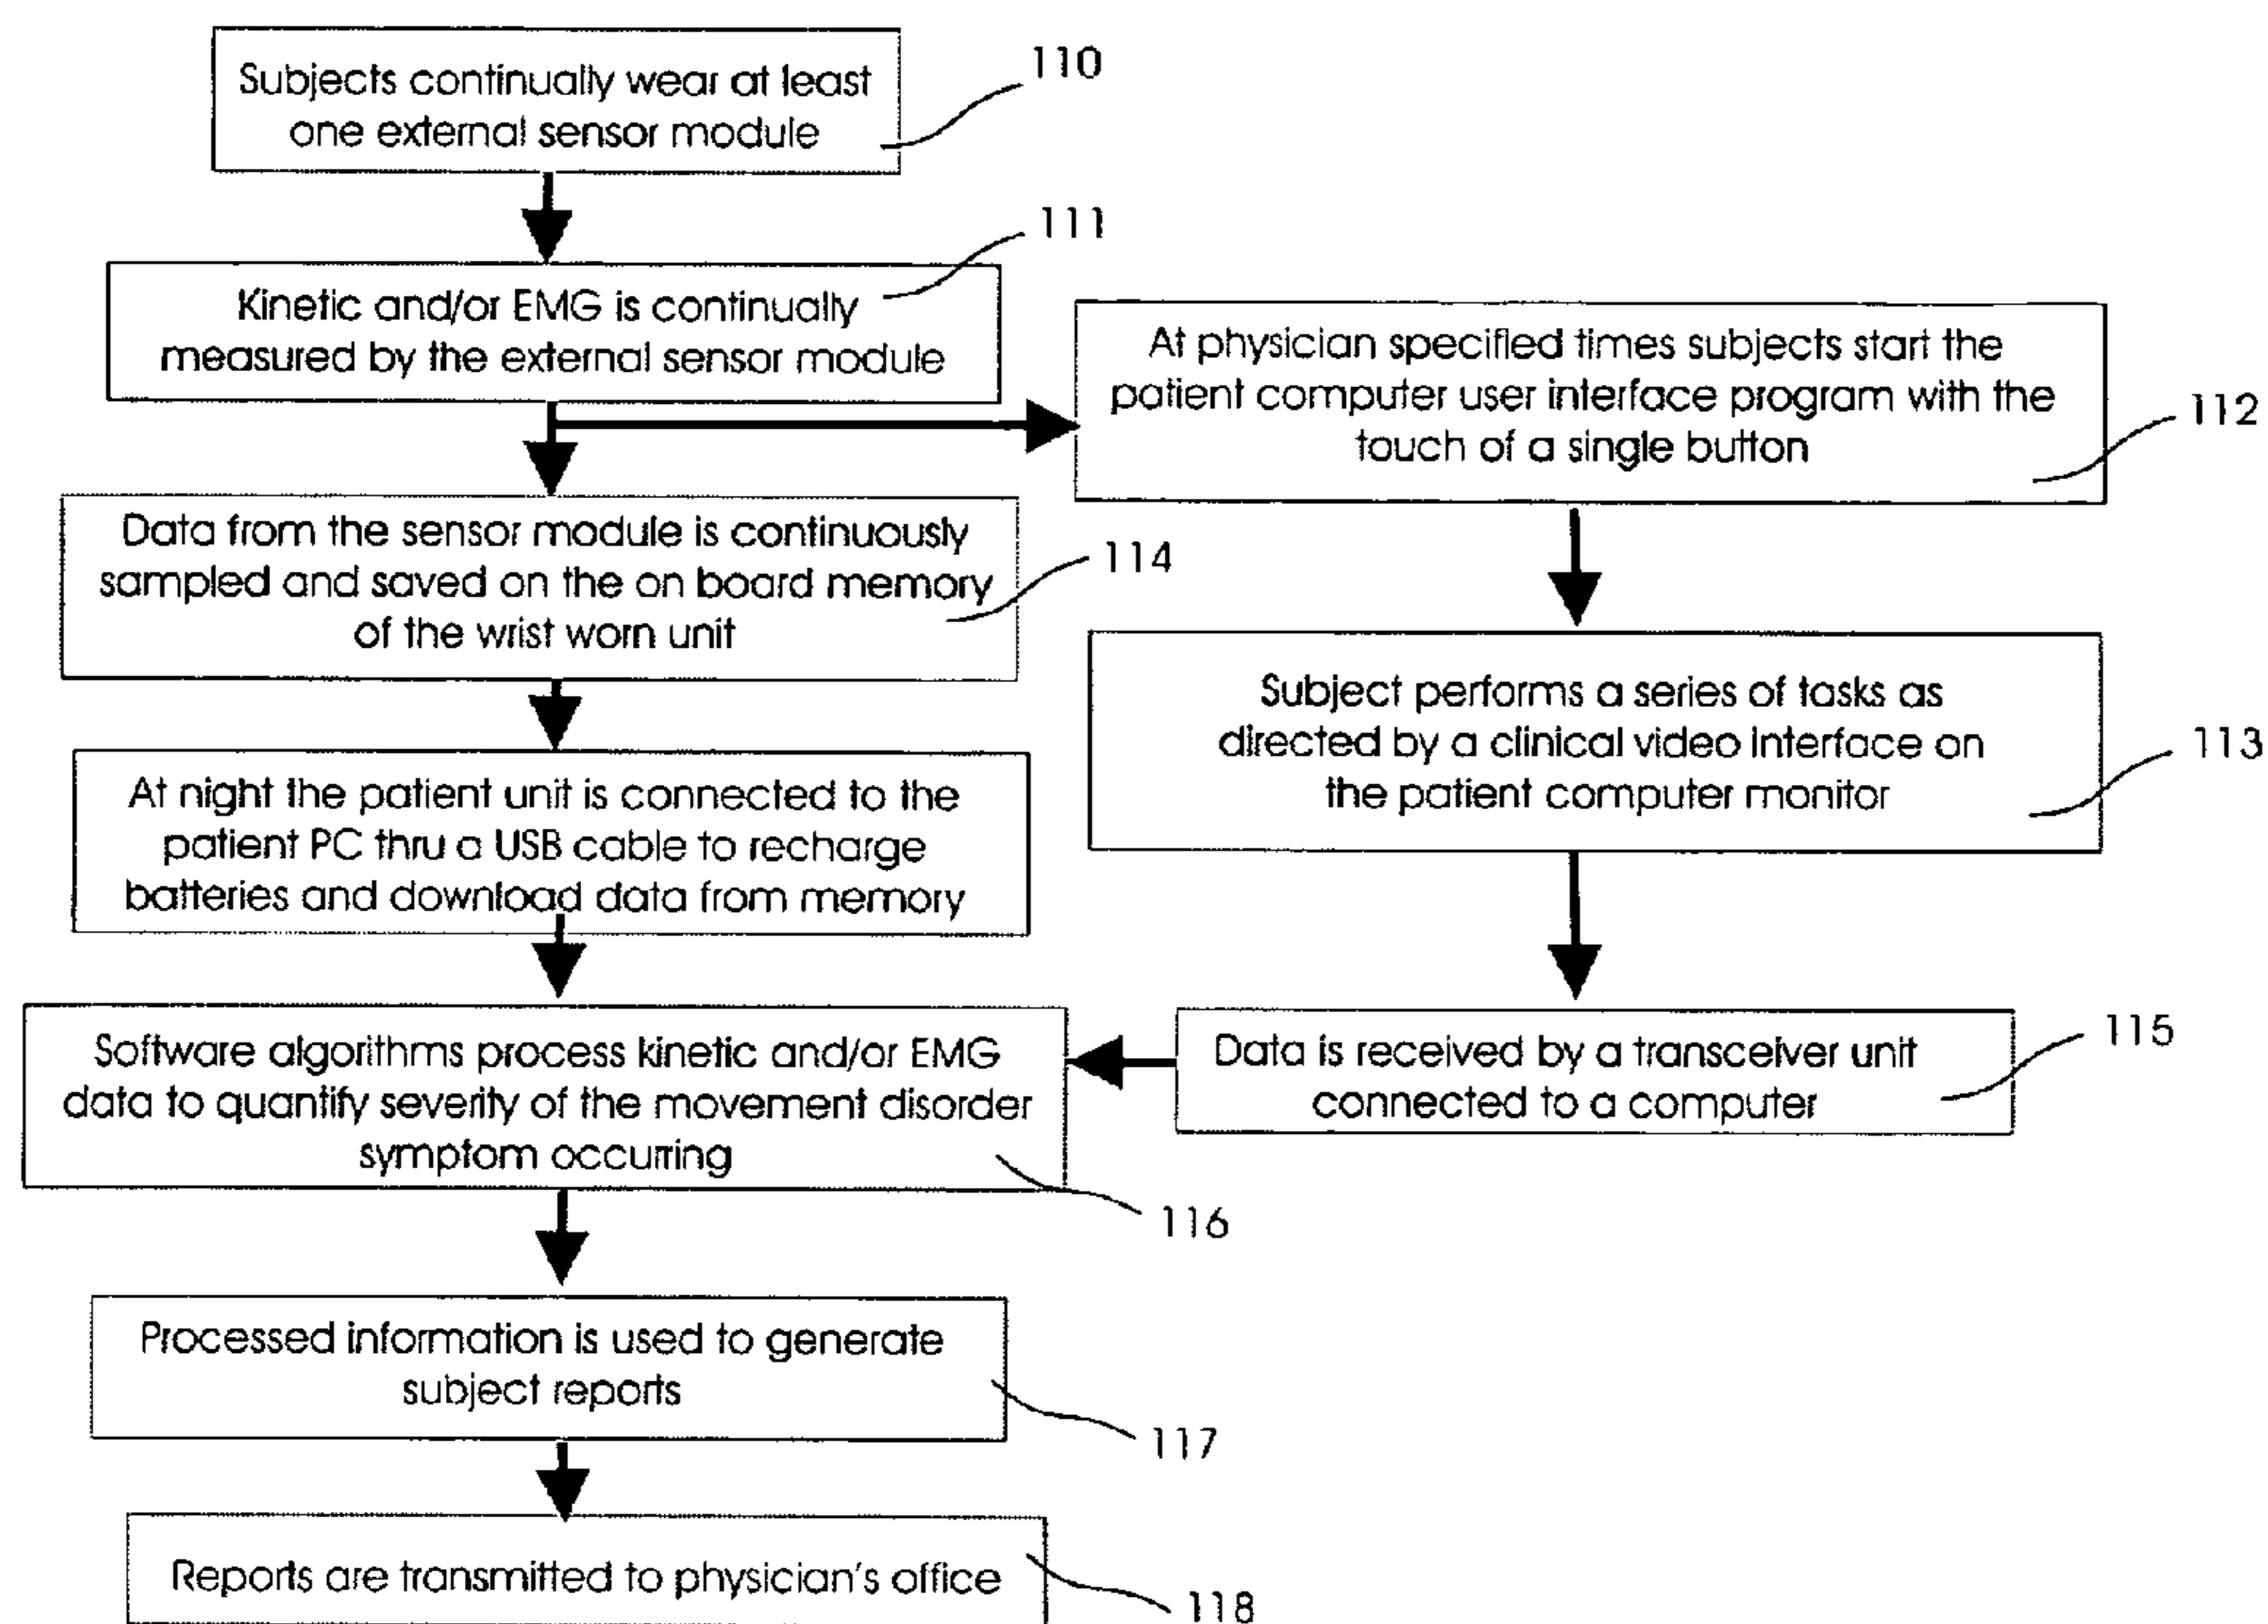 Subjects continually wear at least
one external sensor module
110
Kinetic and/or EMG is continually
measured by the external sensor module
111
At physician specified times subjects start the
patient computer user interface program with the
touch of a single button
112
Data from the sensor module is continuously
sampled and saved on the on board memory
of the wrist worn unit
114
Subject performs a series of tasks as
directed by a clinical video interface on
the patient computer monitor
113
At night the patient unit is connected to the
patient PC thru a USB cable to recharge
batteries and download data from memory
Software algorithms process kinetic and/or EMG
data to quantify severity of the movement disorder
symptom occurring
116
Data is received by a transceiver unit
connected to a computer
115
Processed information is used to generate
subject reports
117
Reports are transmitted to physician's office
118